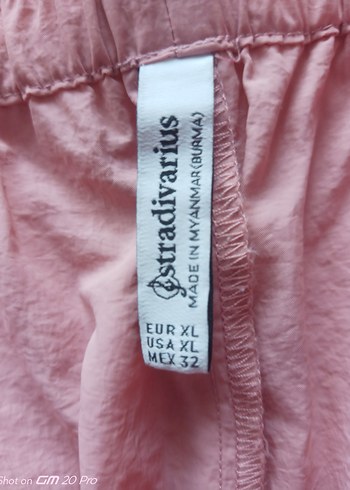 stradivarius
MADE IN MYANMAR(BURMA)
EUR XL
USA XL
MEX 32
Shot on GM 20 Pro